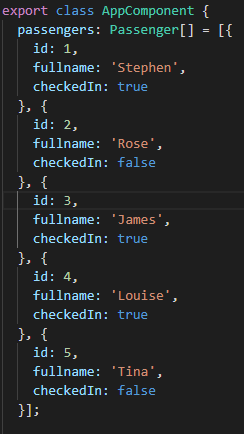 export class AppComponent {
  passengers: Passenger[] = [{
    id: 1,
    fullname: 'Stephen',
    checkedIn: true
  }, {
    id: 2,
    fullname: 'Rose',
    checkedIn: false
  }, {
    id: 3,
    fullname: 'James',
    checkedIn: true
  }, {
    id: 4,
    fullname: 'Louise',
    checkedIn: true
  }, {
    id: 5,
    fullname: 'Tina',
    checkedIn: false
  }];